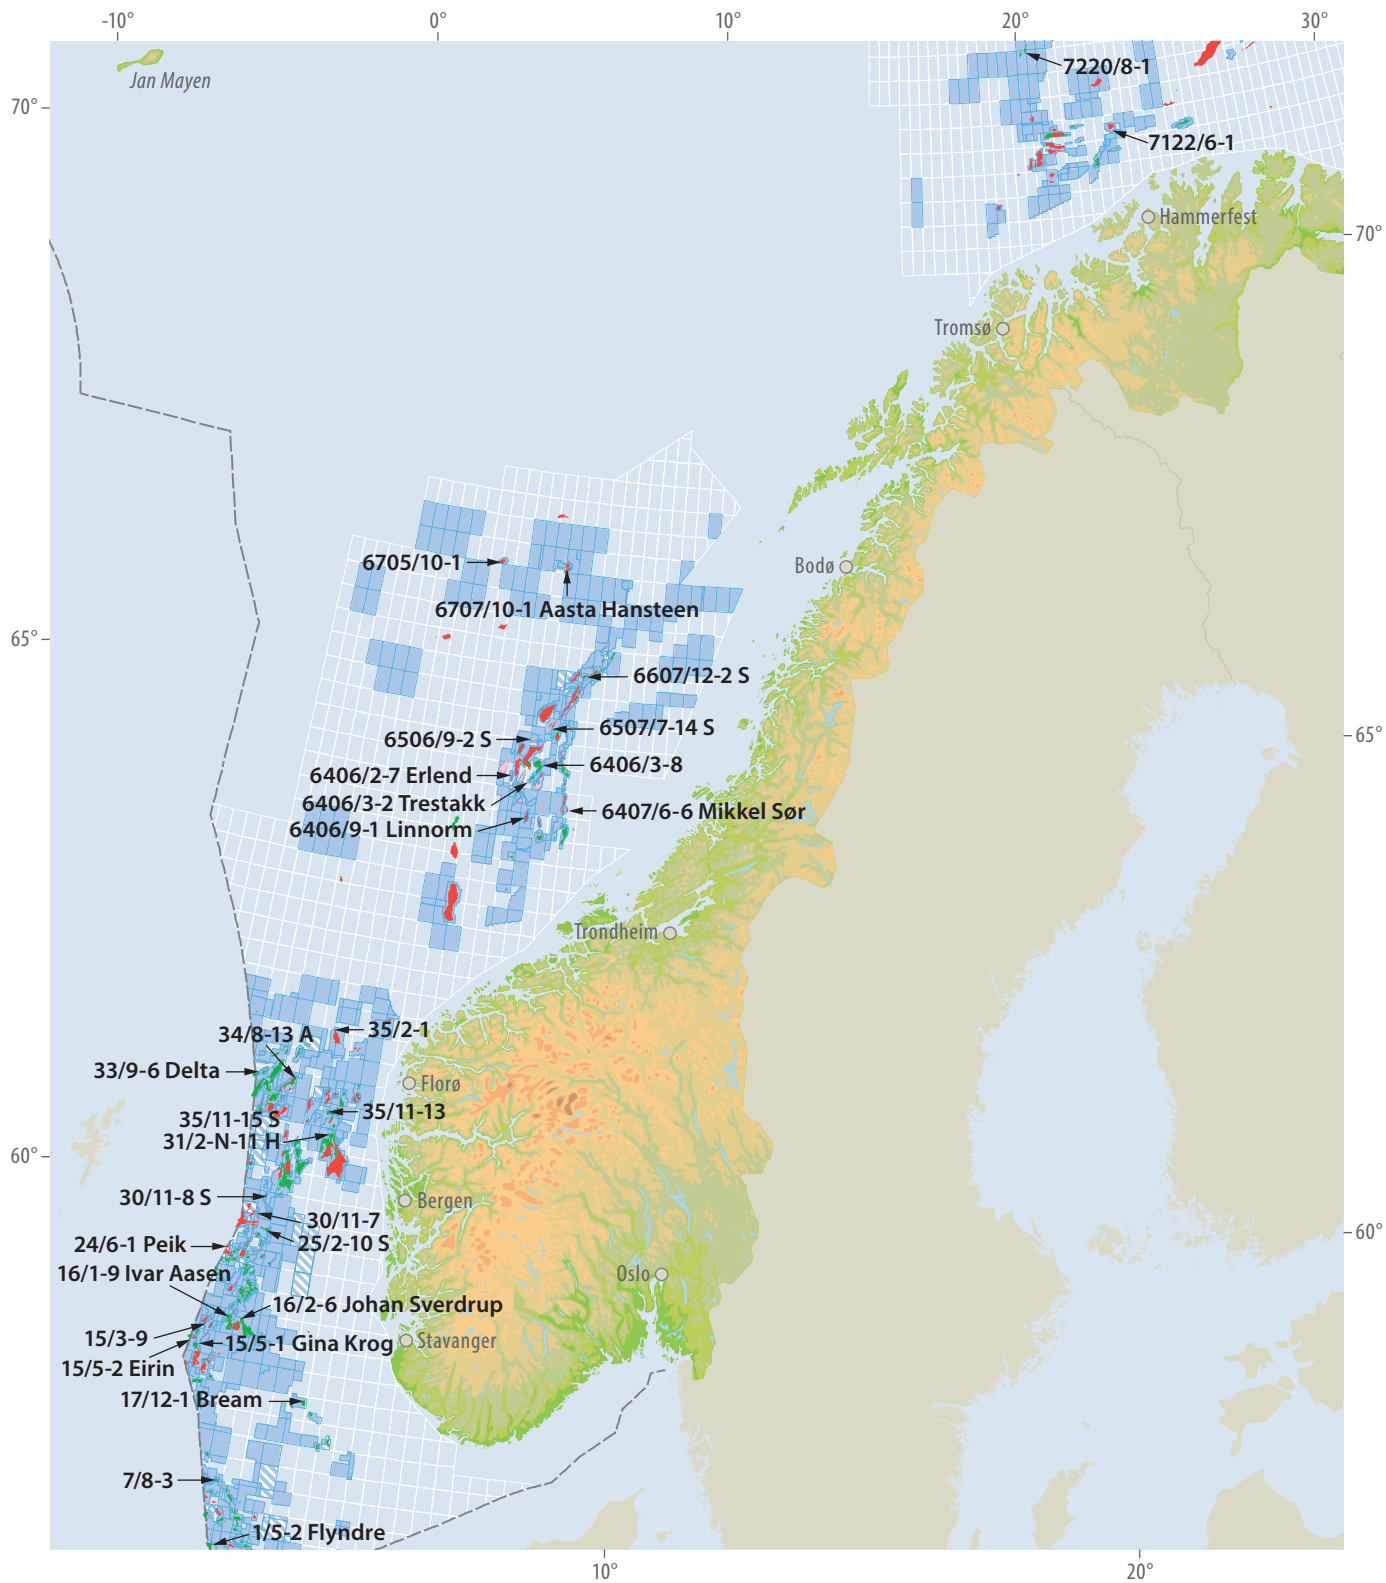 -10°
0°
10°
20°
30°
Jan Mayen
7220/8-1
70°
7122/6-1
Hammerfest
70°
Tromsø
6705/10-1
Bodø
6707/10-1 Aasta Hansteen
65°
6607/12-2 S
6507/7-14 S
65°
6506/9-2 S
6406/3-8
6406/2-7 Erlend
6406/3-2 Trestakk
6407/6-6 Mikkel Sør
6406/9-1 Linnorm
Trondheim
34/8-13 A
35/2-1
33/9-6 Delta
Florø
35/11-13
35/11-15 S
31/2-N-11 H
60°
30/11-8 S
Bergen
30/11-7
60°
25/2-10 S
24/6-1 Peik
16/1-9 Ivar Aasen
Oslo
16/2-6 Johan Sverdrup
15/3-9
15/5-1 Gina Krog
Stavanger
15/5-2 Eirin
17/12-1 Bream
7/8-3
1/5-2 Flyndre
10°
20°